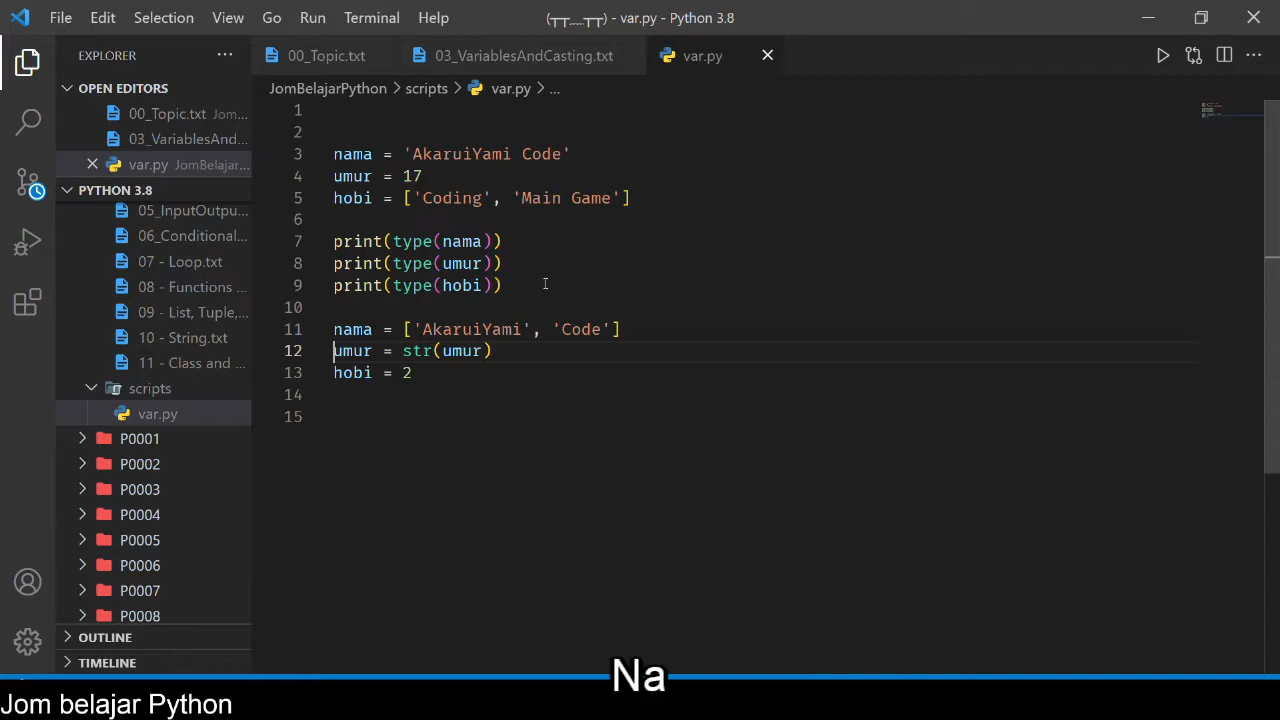 File Edit Selection View Go Run Terminal Help (┬┬﹏┬┬) - var.py - Python 3.8
EXPLORER
OPEN EDITORS
00_Topic.txt Jom...
03_VariablesAnd...
var.py JomBelajar...
PYTHON 3.8
05_InputOutpu...
06_Conditional...
07 - Loop.txt
08 - Functions ...
09 - List, Tuple,...
10 - String.txt
11 - Class and ...
scripts
var.py
P0001
P0002
P0003
P0004
P0005
P0006
P0007
P0008
OUTLINE
TIMELINE
00_Topic.txt 03_VariablesAndCasting.txt var.py
JomBelajarPython > scripts > var.py > ...
1
2
3 nama = 'AkaruiYami Code'
4 umur = 17
5 hobi = ['Coding', 'Main Game']
6
7 print(type(nama))
8 print(type(umur))
9 print(type(hobi))
10
11 nama = ['AkaruiYami', 'Code']
12 umur = str(umur)
13 hobi = 2
14
15
Na
Jom belajar Python